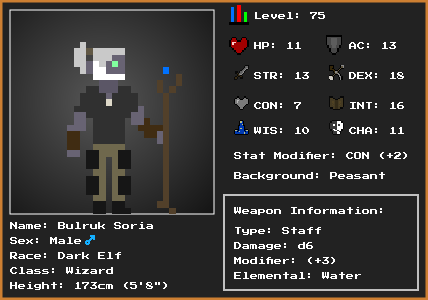 Level: 75
HP: 11 AC: 13
STR: 13 DEX: 18
CON: 7 INT: 16
WIS: 10 CHA: 11
Stat Modifier: CON (+2)
Background: Peasant
Name: Bulruk Soria
Sex: Male ♂
Race: Dark Elf
Class: Wizard
Height: 173cm (5'8")
Weapon Information:
Type: Staff
Damage: d6
Modifier: (+3)
Elemental: Water